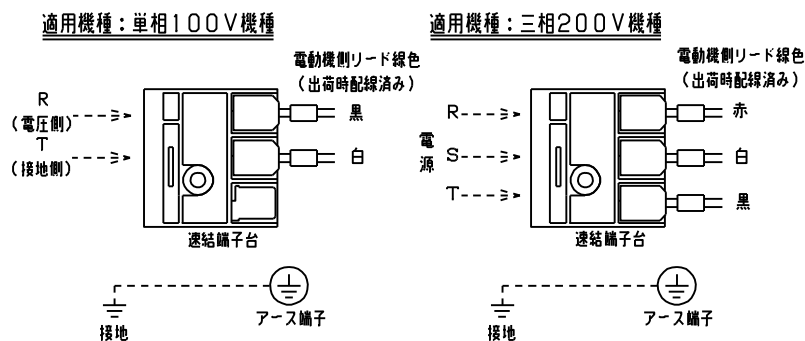 適用機種：単相１００Ｖ機種
電動機側リード線色
（出荷時配線済み）
R
（電圧側）
T
（接地側）
黒
白
速結端子台
接地
アース端子
適用機種：三相２００Ｖ機種
電動機側リード線色
（出荷時配線済み）
電源
R
S
T
赤
白
黒
速結端子台
接地
アース端子